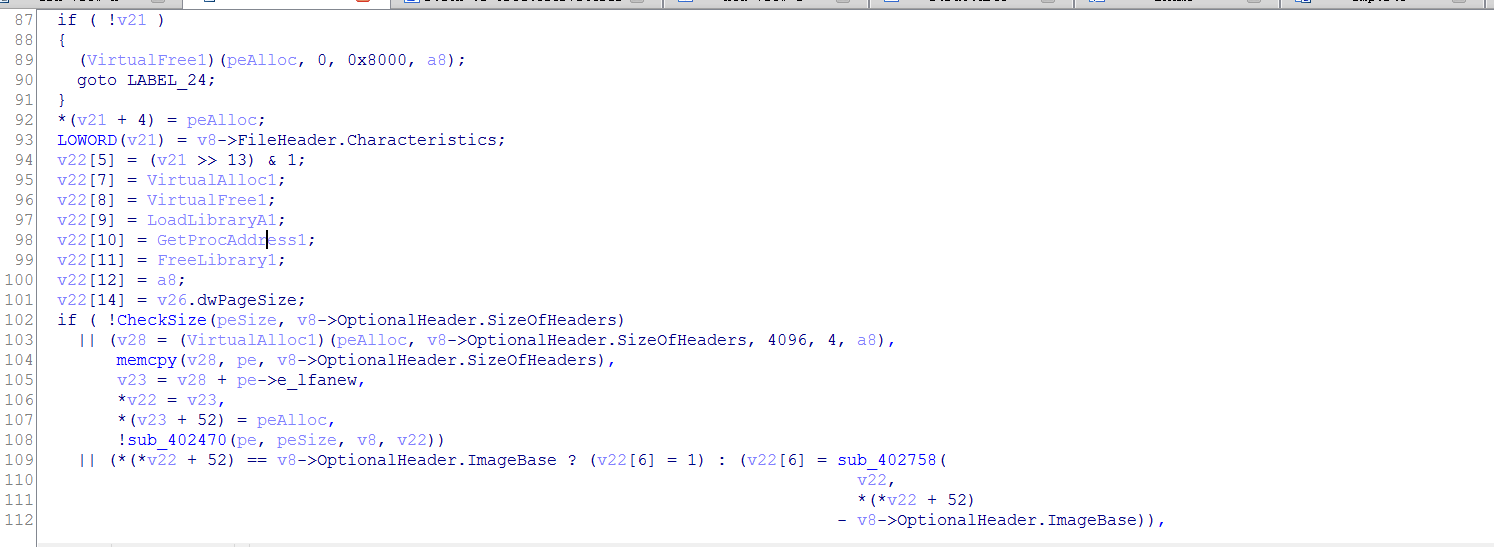 87 if ( !v21 )
88 {
89 (VirtualFree1)(peAlloc, 0, 0x8000, a8);
90 goto LABEL_24;
91 }
92 *(v21 + 4) = peAlloc;
93 LOWORD(v21) = v8->FileHeader.Characteristics;
94 v22[5] = (v21 >> 13) & 1;
95 v22[7] = VirtualAlloc1;
96 v22[8] = VirtualFree1;
97 v22[9] = LoadLibraryA1;
98 v22[10] = GetProcAddress1;
99 v22[11] = FreeLibrary1;
100 v22[12] = a8;
101 v22[14] = v26.dwPageSize;
102 if ( !CheckSize(peSize, v8->OptionalHeader.SizeOfHeaders)
103 || (v28 = (VirtualAlloc1)(peAlloc, v8->OptionalHeader.SizeOfHeaders, 4096, 4, a8),
104 memcpy(v28, pe, v8->OptionalHeader.SizeOfHeaders),
105 v23 = v28 + pe->e_lfanew,
106 *v22 = v23,
107 *(v23 + 52) = peAlloc,
108 !sub_402470(pe, peSize, v8, v22))
109 || (*(*v22 + 52) == v8->OptionalHeader.ImageBase ? (v22[6] = 1) : (v22[6] = sub_402758(
110 v22,
111 *(*v22 + 52)
112 - v8->OptionalHeader.ImageBase)),